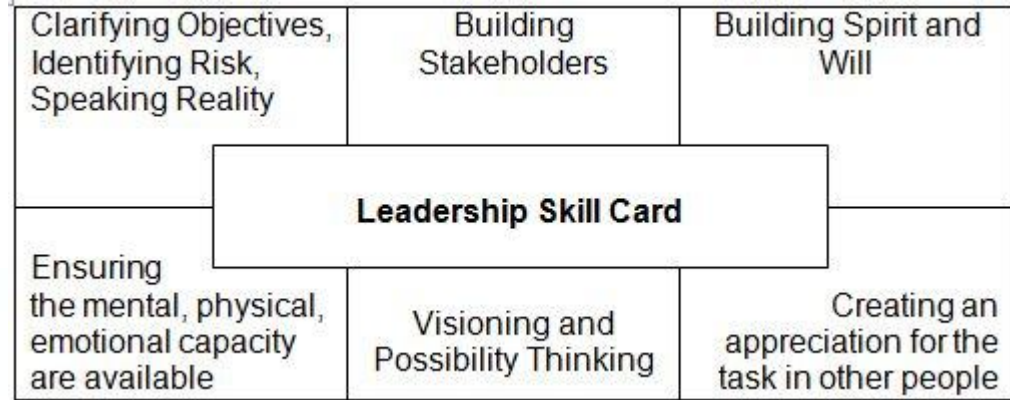 Clarifying Objectives,
Identifying Risk,
Speaking Reality
Building
Stakeholders
Building Spirit and
Will
Leadership Skill Card
Ensuring
the mental, physical,
emotional capacity
are available
Visioning and
Possibility Thinking
Creating an
appreciation for the
task in other people